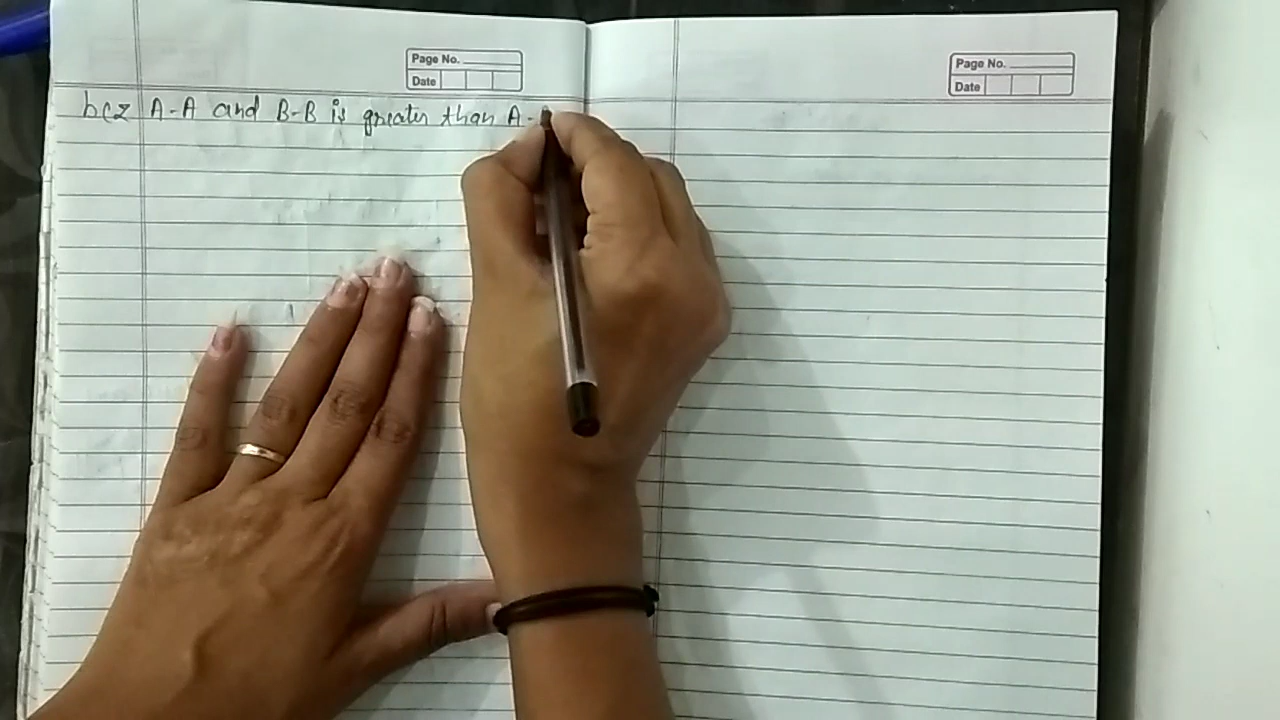 Page No.
Date
Page No.
Date
bcz A-A and B-B is greater than A-